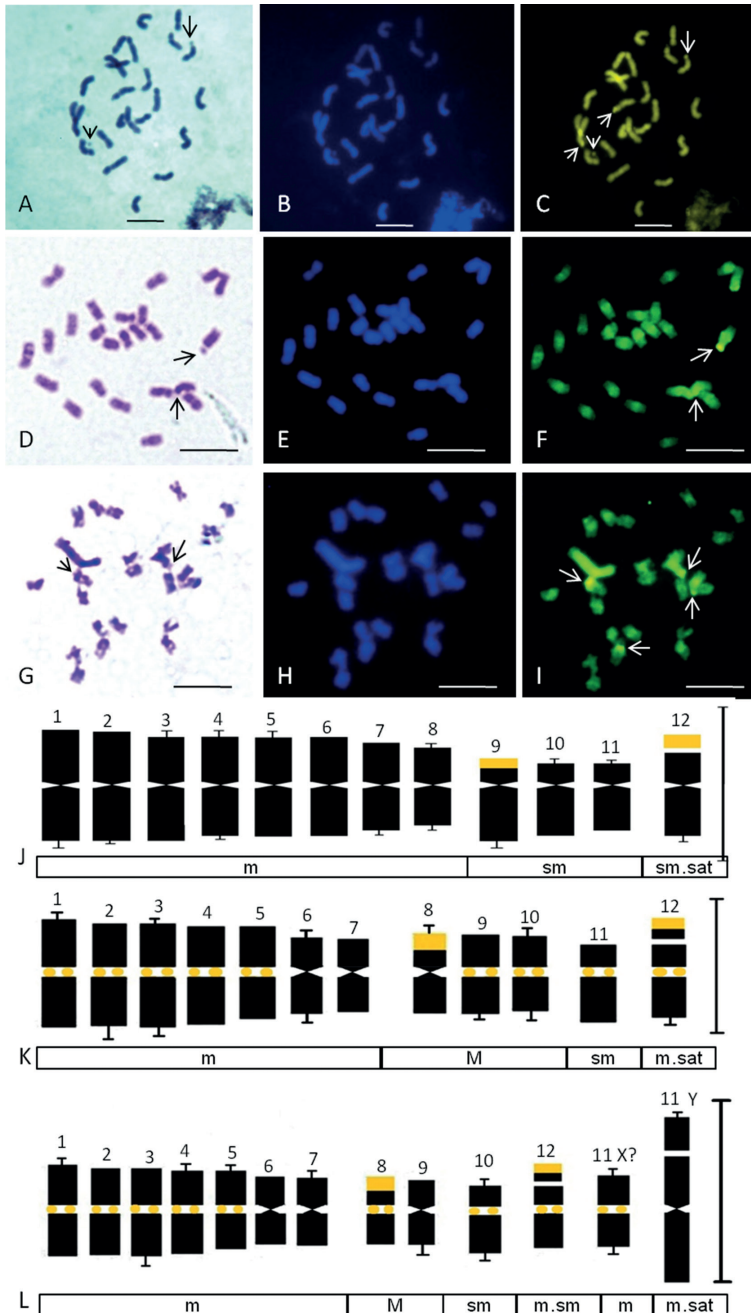 A B C
D E F
G H I
1 2 3 4 5 6 7 8 9 10 11 12
J
m sm sm.sat
1 2 3 4 5 6 7 8 9 10 11 12
K
m M sm m.sat
1 2 3 4 5 6 7 8 9 10 12 11 X? 11 Y
L
m M sm m.sm m m.sat